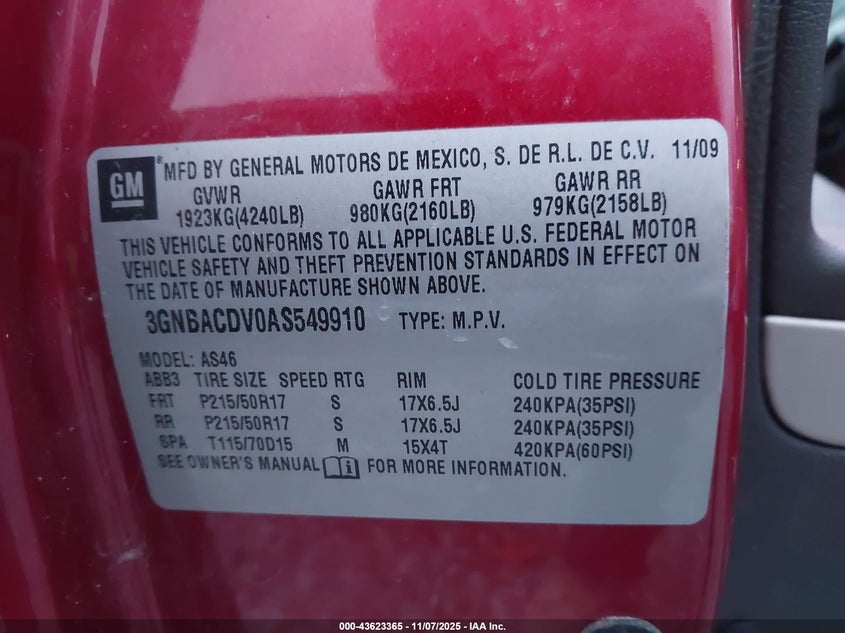 GM
®MFD BY GENERAL MOTORS DE MEXICO, S. DE R.L. DE C.V. 11/09
GVWR GAWR FRT GAWR RR
1923KG(4240LB) 980KG(2160LB) 979KG(2158LB)
THIS VEHICLE CONFORMS TO ALL APPLICABLE U.S. FEDERAL MOTOR
VEHICLE SAFETY AND THEFT PREVENTION STANDARDS IN EFFECT ON
THE DATE OF MANUFACTURE SHOWN ABOVE.
3GNBACDV0AS549910 TYPE: M.P.V.
MODEL: AS46
ABB3 TIRE SIZE SPEED RTG RIM COLD TIRE PRESSURE
FRT P215/50R17 S 17X6.5J 240KPA(35PSI)
RR P215/50R17 S 17X6.5J 240KPA(35PSI)
SPA T115/70D15 M 15X4T 420KPA(60PSI)
SEE OWNER'S MANUAL FOR MORE INFORMATION.
000-43623365 - 11/07/2025 - IAA Inc.